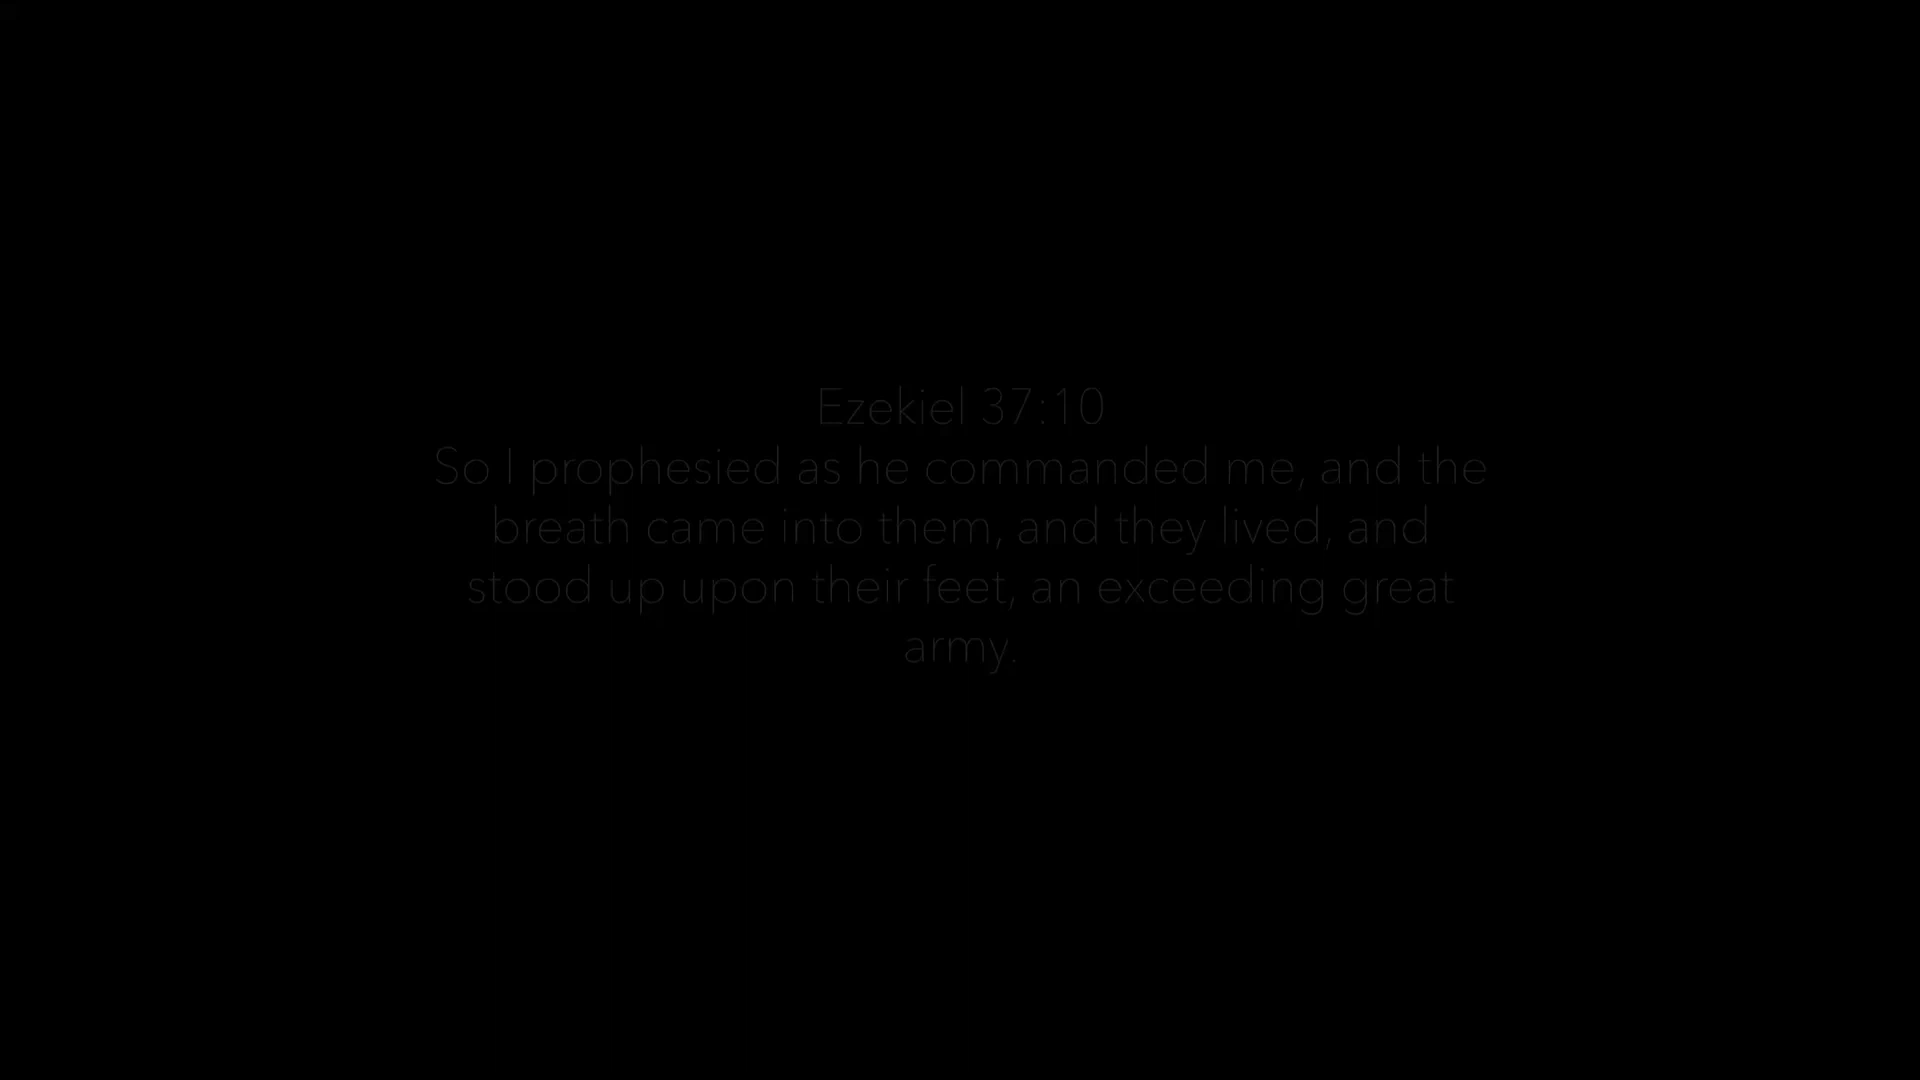 Ezekiel 37:10
So I prophesied as he commanded me, and the
breath came into them, and they lived, and
stood up upon their feet, an exceeding great
army.